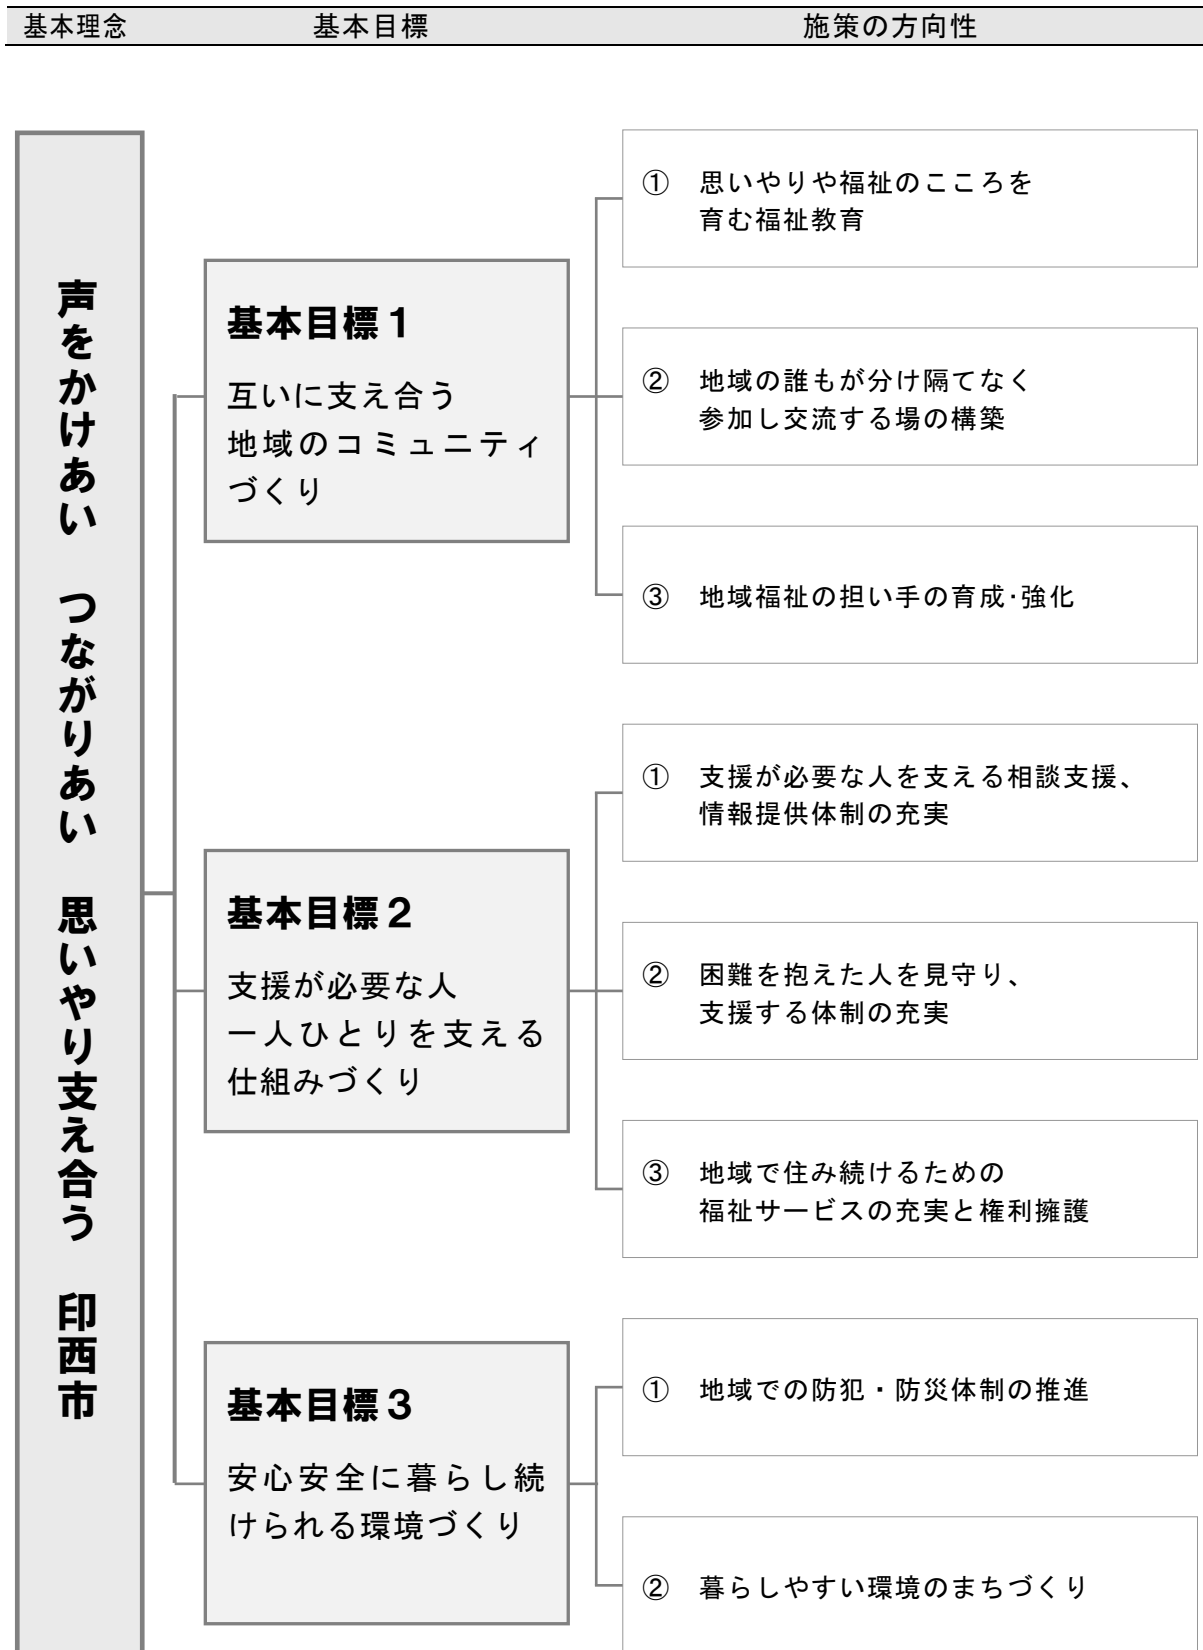 基本理念 基本目標 施策の方向性
声をかけあい つながりあい 思いやり支え合う 印西市
基本目標1
互いに支え合う
地域のコミュニティ
づくり
① 思いやりや福祉のこころを
育む福祉教育
② 地域の誰もが分け隔てなく
参加し交流する場の構築
③ 地域福祉の担い手の育成･強化
基本目標2
支援が必要な人
一人ひとりを支える
仕組みづくり
① 支援が必要な人を支える相談支援、
情報提供体制の充実
② 困難を抱えた人を見守り、
支援する体制の充実
③ 地域で住み続けるための
福祉サービスの充実と権利擁護
基本目標3
安心安全に暮らし続
けられる環境づくり
① 地域での防犯・防災体制の推進
② 暮らしやすい環境のまちづくり